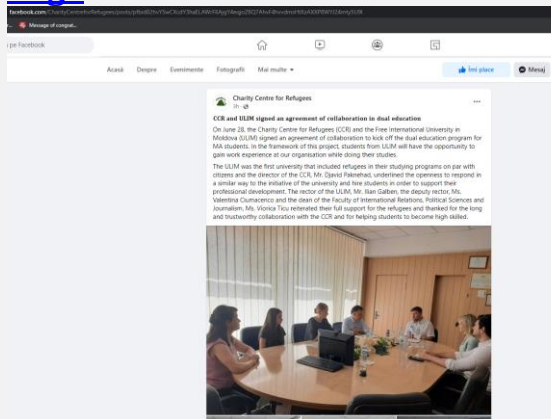 facebook.com/CharityCentreforRefugees/posts/
Message of congrat...
pe Facebook
Acasă Despre Evenimente Fotografii Mai multe
Îmi place
Mesaj
Charity Centre for Refugees
CCR and ULIM signed an agreement of collaboration in dual education
On June 28, the Charity Centre for Refugees (CCR) and the Free International University in
Moldova (ULIM) signed an agreement of collaboration to kick off the dual education program for
MA students. In the framework of this project, students from ULIM will have the opportunity to
gain work experience at our organisation while doing their studies.
The ULIM was the first university that included refugees in their studying programs on par with
citizens and the director of the CCR, Mr. Djavid Paknehad, underlined the openness to respond in
a similar way to the initiative of the university and hire students in order to support their
professional development. The rector of the ULIM, Mr. Ilian Galben, the deputy rector, Ms.
Valentina Ciumacenco and the dean of the Faculty of International Relations, Political Sciences and
Journalism, Ms. Viorica Ticu reiterated their full support for the refugees and thanked for the long
and trustworthy collaboration with the CCR and for helping students to become high skilled.